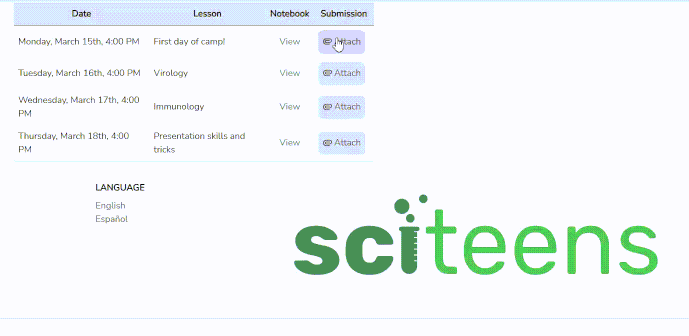 Date Lesson Notebook Submission
Monday, March 15th, 4:00 PM First day of camp! View Attach
Tuesday, March 16th, 4:00 PM Virology View Attach
Wednesday, March 17th, 4:00
PM Immunology View Attach
Thursday, March 18th, 4:00
PM Presentation skills and
tricks View Attach
LANGUAGE
English
Español
sciteens